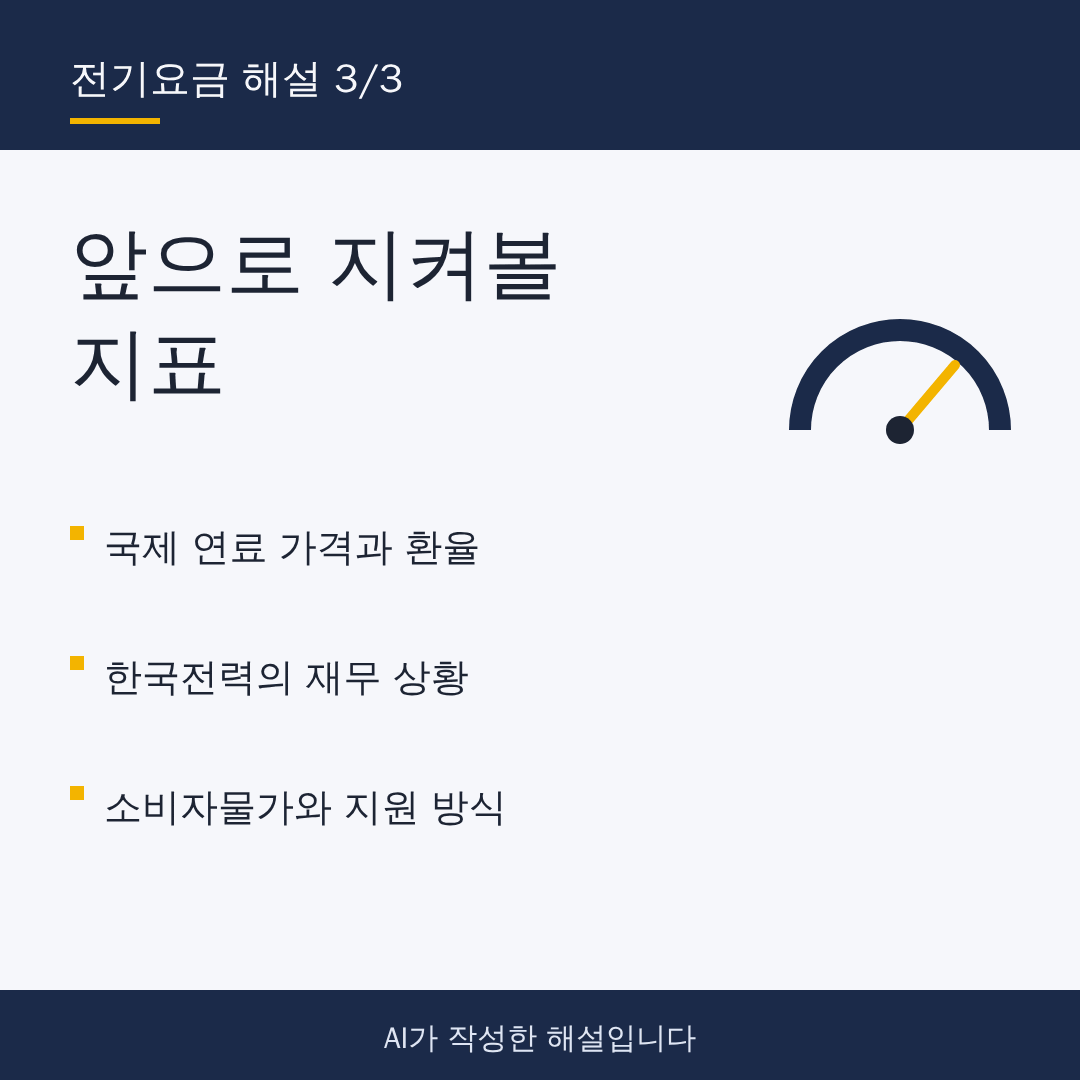 전기요금 해설 3/3
앞으로 지켜볼
지표
국제 연료 가격과 환율
한국전력의 재무 상황
소비자물가와 지원 방식
AI가 작성한 해설입니다